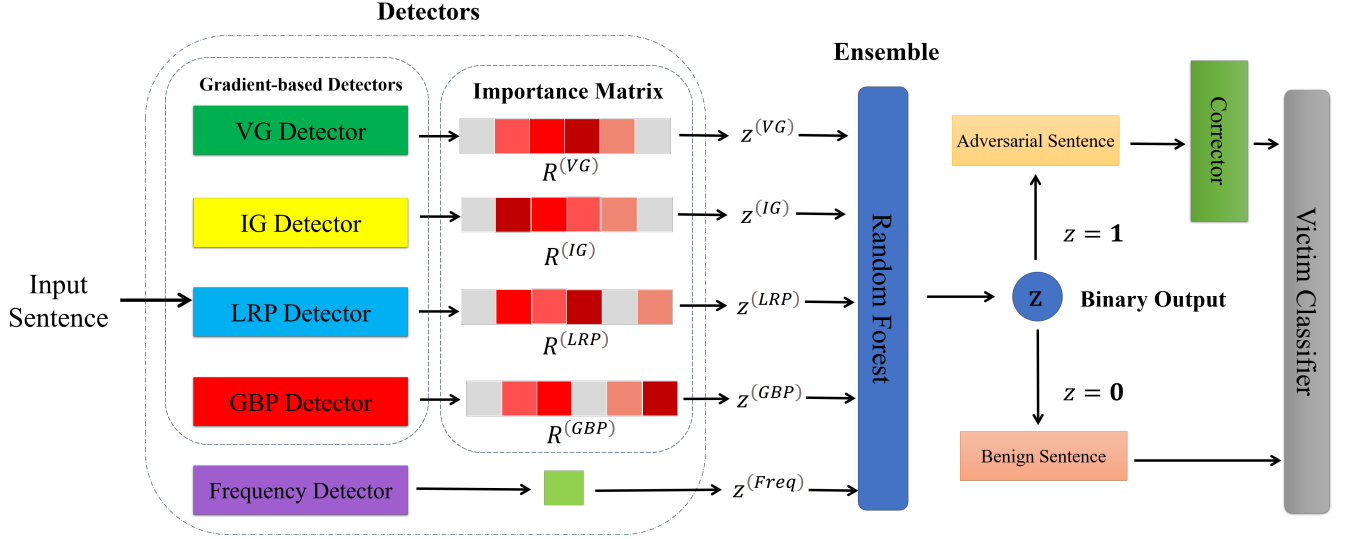 Detectors
Gradient-based Detectors
Importance Matrix
Ensemble
Input
Sentence
VG Detector
R^(VG)
z^(VG)
IG Detector
R^(IG)
z^(IG)
LRP Detector
R^(LRP)
z^(LRP)
GBP Detector
R^(GBP)
z^(GBP)
Frequency Detector
z^(Freq)
Random Forest
Adversarial Sentence
Corrector
z = 1
z
Binary Output
z = 0
Benign Sentence
Victim Classifier